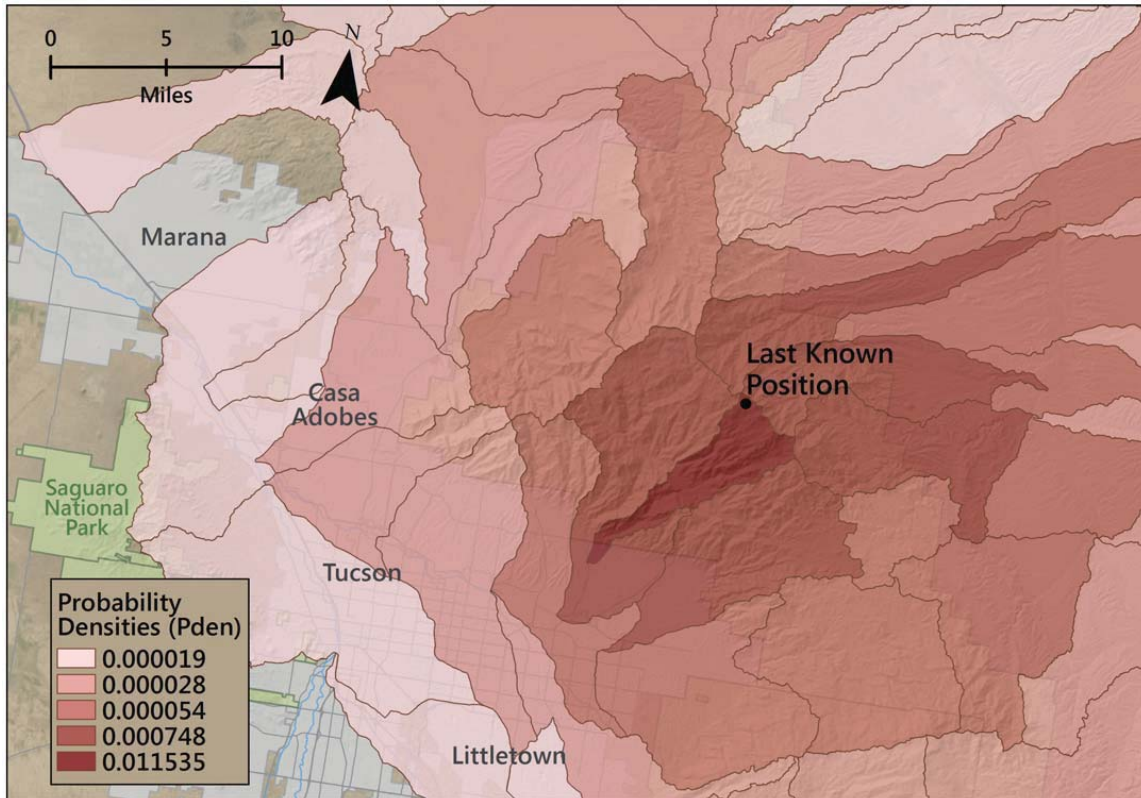 0 5 10
Miles
N
Marana
Last Known
Position
Casa
Adobes
Saguaro
National
Park
Tucson
Littletown
Probability
Densities (Pden)
0.000019
0.000028
0.000054
0.000748
0.011535